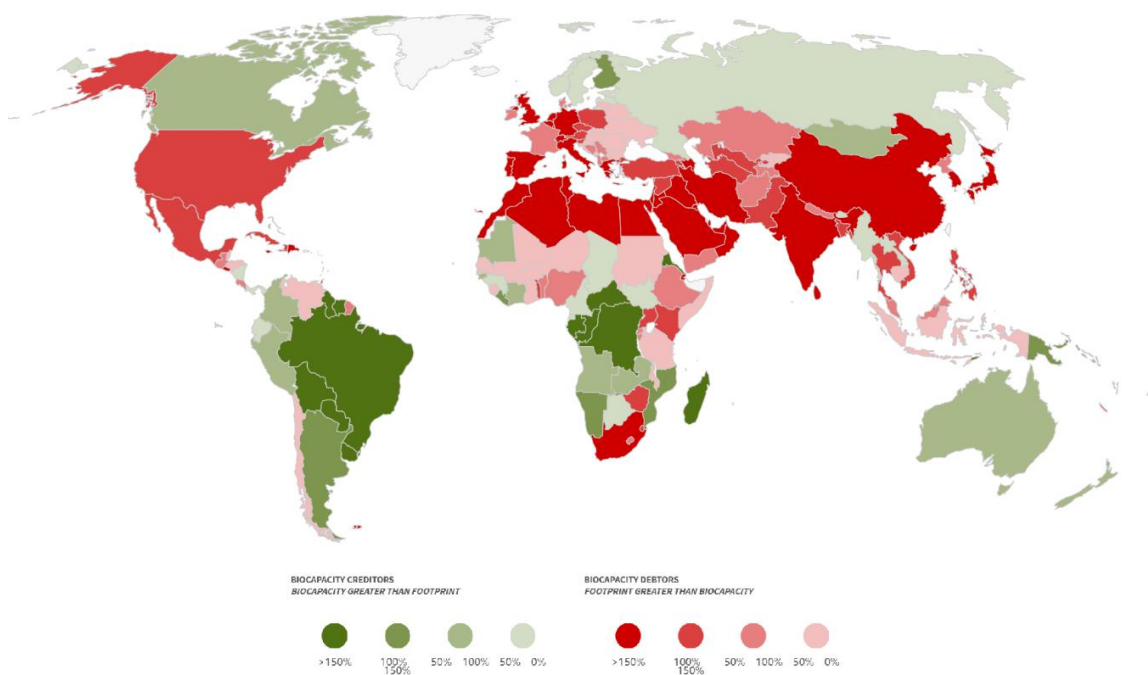 BIOCAPACITY CREDITORS
BIOCAPACITY GREATER THAN FOOTPRINT
>150%
100% 150%
50% 100%
50% 0%
BIOCAPACITY DEBTORS
FOOTPRINT GREATER THAN BIOCAPACITY
>150%
100% 150%
50% 100%
50% 0%